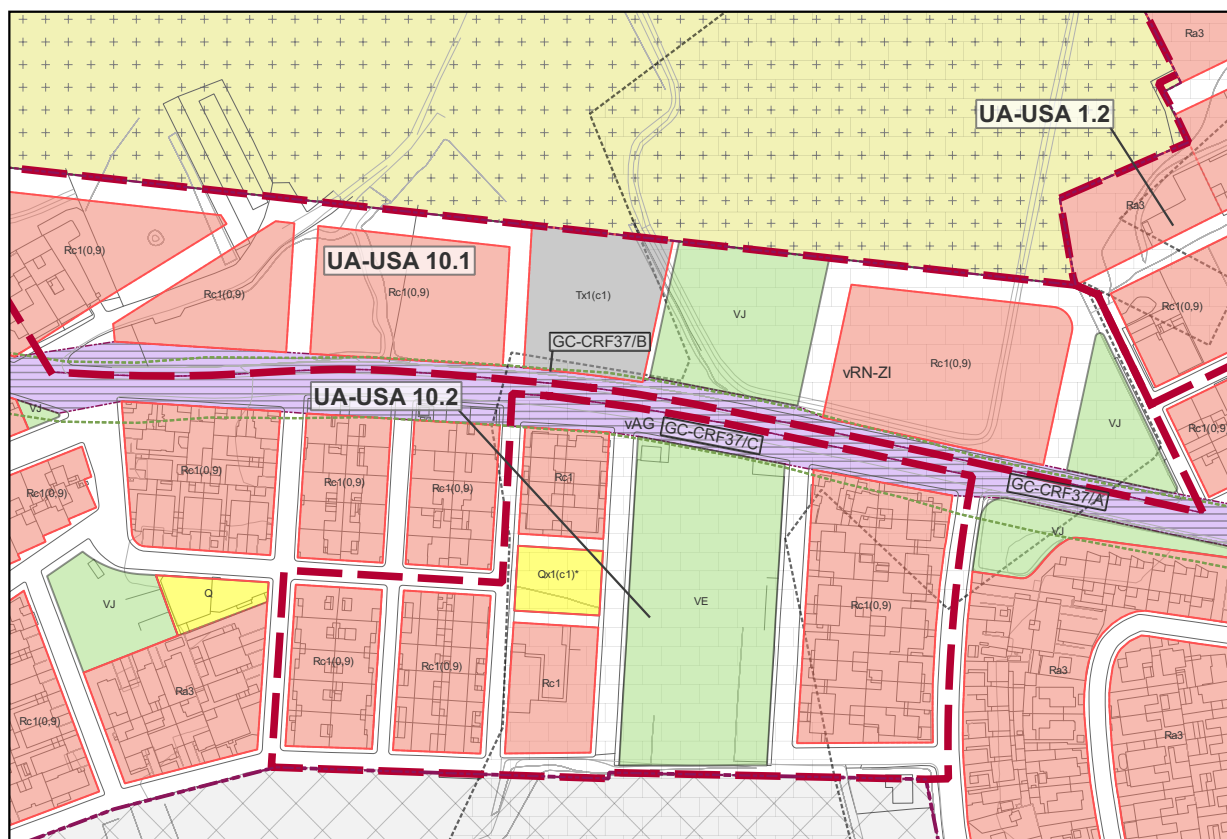 Ra3
UA-USA 1.2
Ra3
Rc1(0,9)
UA-USA 10.1
Rc1(0,9)
Rc1(0,9)
Tx1(c1)
VJ
Rc1(0,9)
GC-CRF37/B
Rc1(0,9)
vRN-ZI
UA-USA 10.2
VJ
vAG
GC-CRF37/C
VJ
Rc1(0,9)
Rc1(0,9)
Rc1(0,9)
Rc1(0,9)
Rc1(0,9)
Rc1
GC-CRF37/A
VJ
Qx1(c1)*
VJ
Q
VE
Rc1(0,9)
Rc1(0,9)
Rc1(0,9)
Rc1
Ra3
Ra3
Rc1(0,9)
Ra3